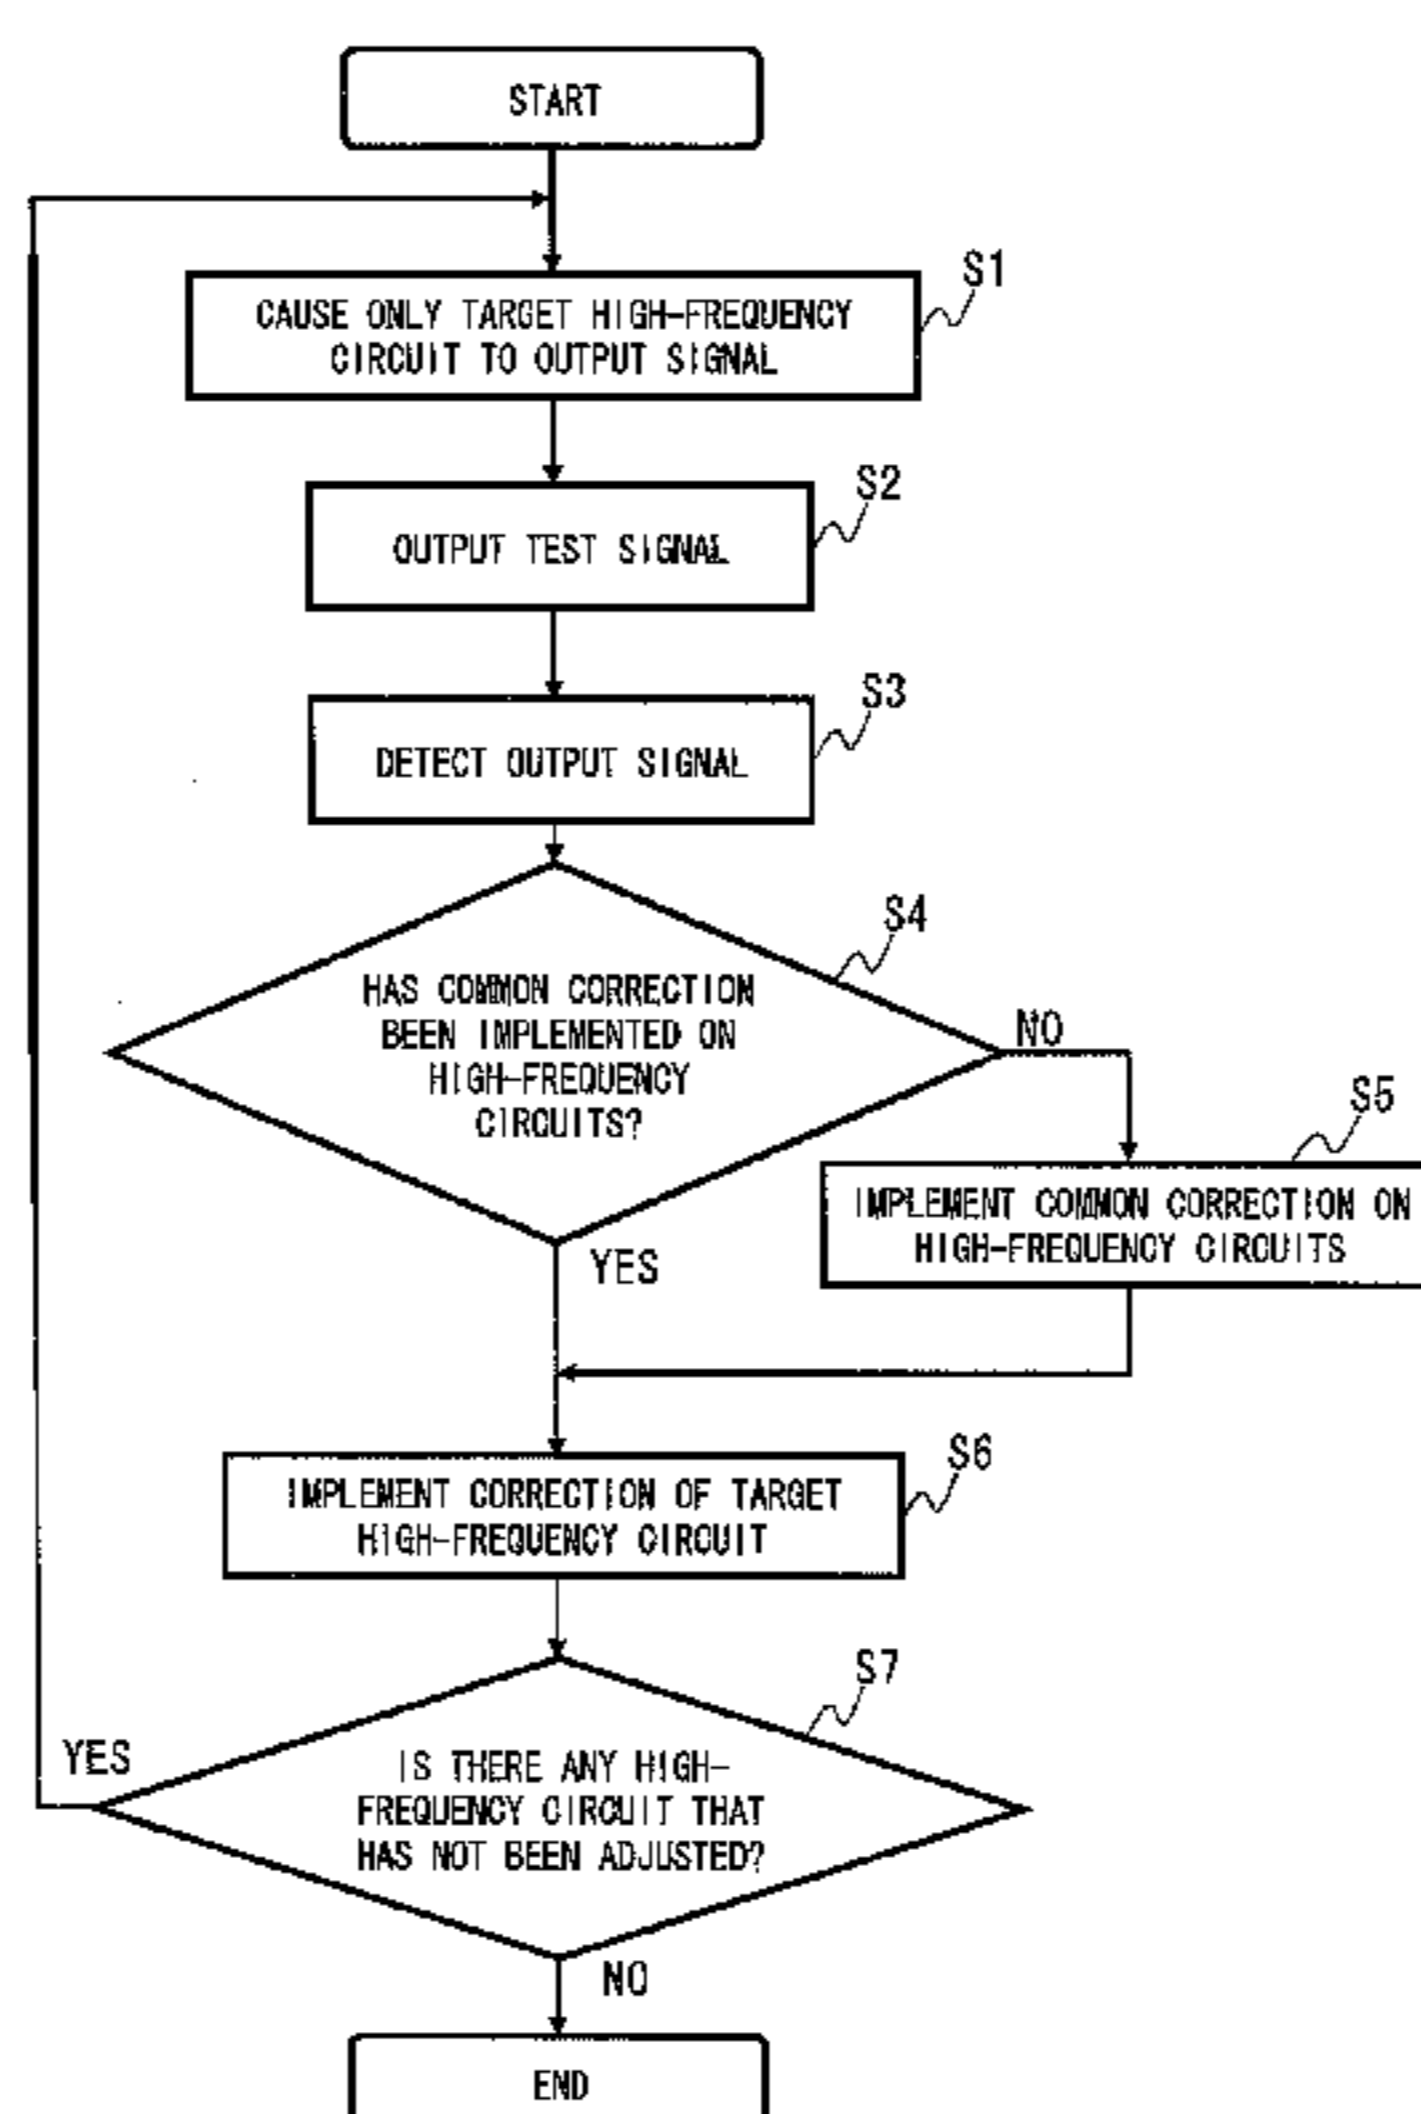 START
S1
CAUSE ONLY TARGET HIGH-FREQUENCY
CIRCUIT TO OUTPUT SIGNAL
S2
OUTPUT TEST SIGNAL
S3
DETECT OUTPUT SIGNAL
S4
HAS COMMON CORRECTION
BEEN IMPLEMENTED ON
HIGH-FREQUENCY
CIRCUITS?
NO
S5
IMPLEMENT COMMON CORRECTION ON
HIGH-FREQUENCY CIRCUITS
YES
S6
IMPLEMENT CORRECTION OF TARGET
HIGH-FREQUENCY CIRCUIT
S7
YES
IS THERE ANY HIGH-
FREQUENCY CIRCUIT THAT
HAS NOT BEEN ADJUSTED?
NO
END